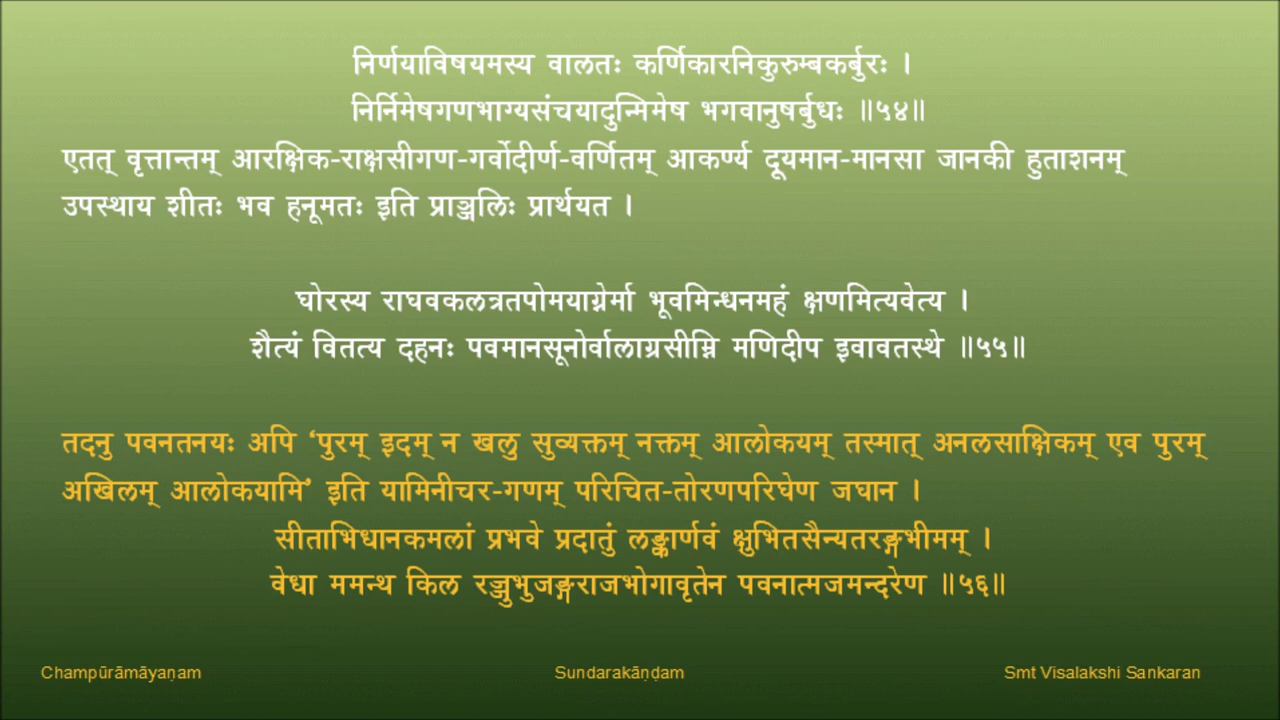 निर्णयाविषयमस्य वालतः कर्णिकारनिकुरुम्बकर्बुरः ।
निर्निमेषगणभाग्यसंचयादुन्मिमेष भगवानुषर्बुधः ॥५४॥
एतत् वृत्तान्तम् आरक्षिक-राक्षसीगण-गर्वोदीर्ण-वर्णितम् आकर्ण्य दूयमान-मानसा जानकी हुताशनम्
उपस्थाय शीतः भव हनूमतः इति प्राञ्जलिः प्रार्थयत ।
घोरस्य राघवकलत्रतपोमयाग्नेर्मा भूवमिन्धनमहं क्षणमित्यवेत्य ।
शैत्यं वितत्य दहनः पवमानसूनोर्वालाग्रसीम्नि मणिदीप इवावतस्थे ॥५५॥
तदनु पवनतनयः अपि ‘पुरम् इदम् न खलु सुव्यक्तम् नक्तम् आलोकयम् तस्मात् अनलसाक्षिकम् एव पुरम्
अखिलम् आलोकयामि’ इति यामिनीचर-गणम् परिचित-तोरणपरिघेण जघान ।
सीताभिधानकमलां प्रभवे प्रदातुं लङ्कार्णवं क्षुभितसैन्यतरङ्गभीमम् ।
वेधा ममन्थ किल रज्जुभुजङ्गराजभोगावृतेन पवनात्मजमन्दरेण ॥५६॥
Champūrāmāyaṇam Sundarakāṇḍam Smt Visalakshi Sankaran